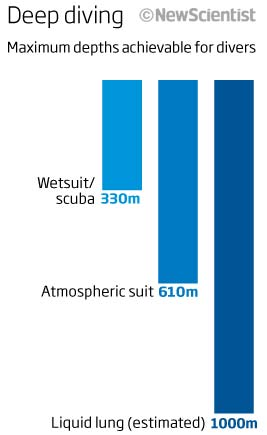 Deep diving ©NewScientist
Maximum depths achievable for divers
Wetsuit/
scuba 330m
Atmospheric suit 610m
Liquid lung (estimated) 1000m